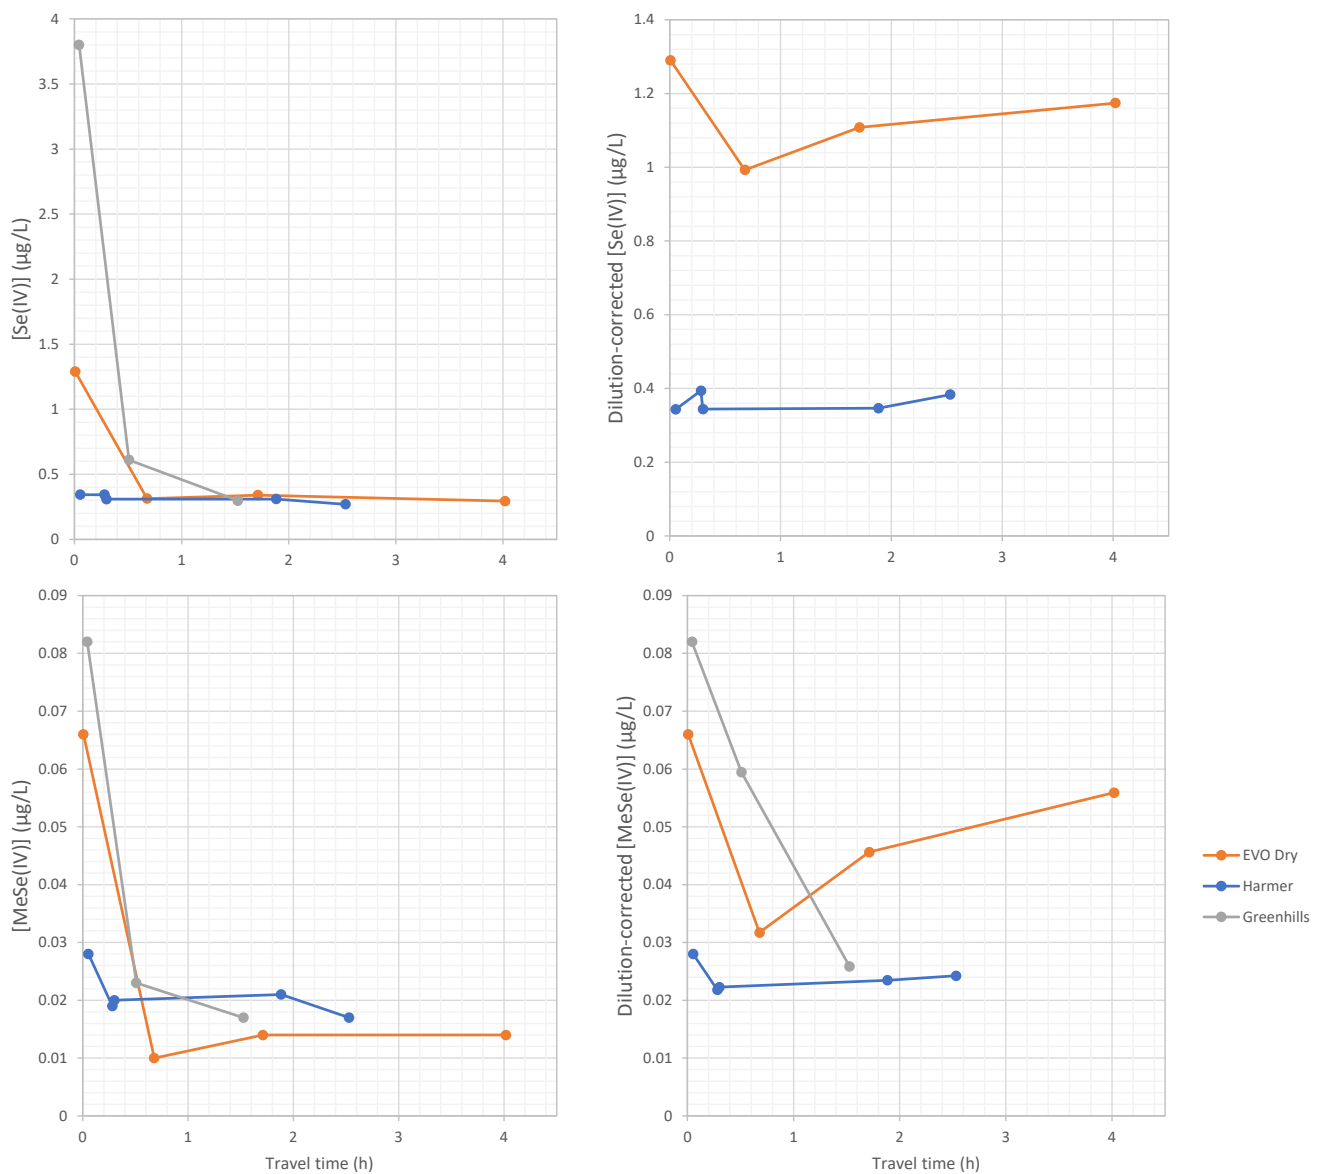 4
3.5
3
2.5
2
1.5
1
0.5
0
0 1 2 3 4
[Se(IV)] (µg/L)
1.4
1.2
1
0.8
0.6
0.4
0.2
0
0 1 2 3 4
Dilution-corrected [Se(IV)] (µg/L)
0.09
0.08
0.07
0.06
0.05
0.04
0.03
0.02
0.01
0
0 1 2 3 4
[MeSe(IV)] (µg/L)
Travel time (h)
0.09
0.08
0.07
0.06
0.05
0.04
0.03
0.02
0.01
0
0 1 2 3 4
Dilution-corrected [MeSe(IV)] (µg/L)
Travel time (h)
EVO Dry
Harmer
Greenhills